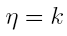 η = k